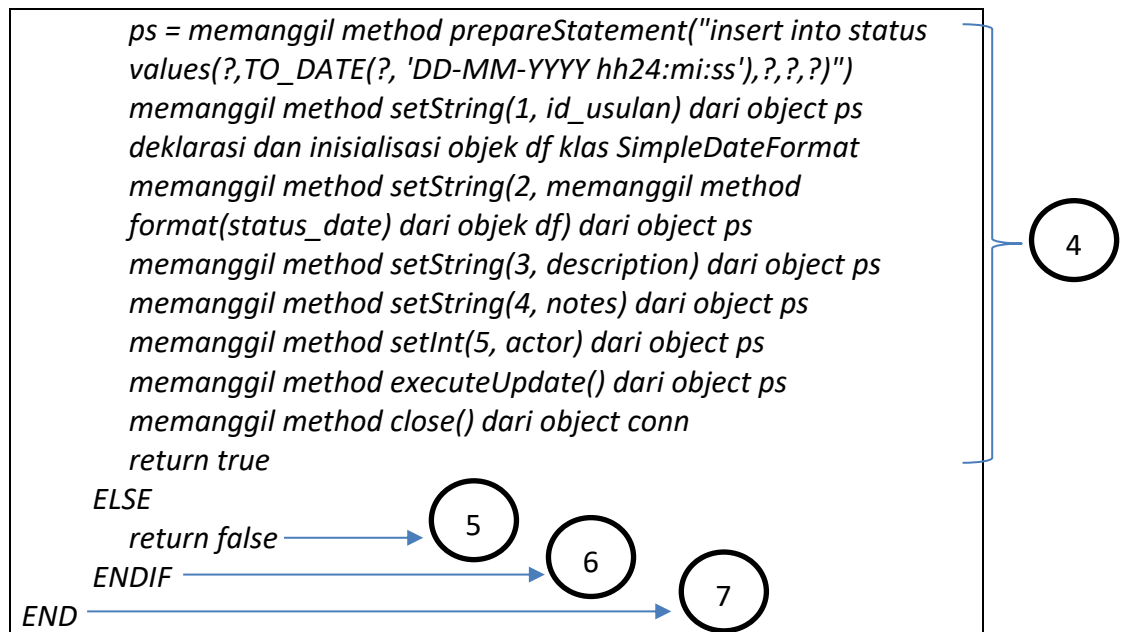 ps = memanggil method prepareStatement("insert into status
values(?,TO_DATE(?, 'DD-MM-YYYY hh24:mi:ss'),?,?,?)")
memanggil method setString(1, id_usulan) dari object ps
deklarasi dan inisialisasi objek df klas SimpleDateFormat
memanggil method setString(2, memanggil method
format(status_date) dari objek df) dari object ps
memanggil method setString(3, description) dari object ps
memanggil method setString(4, notes) dari object ps
memanggil method setInt(5, actor) dari object ps
memanggil method executeUpdate() dari object ps
memanggil method close() dari object conn
return true
4
ELSE
return false
5
ENDIF
6
END
7